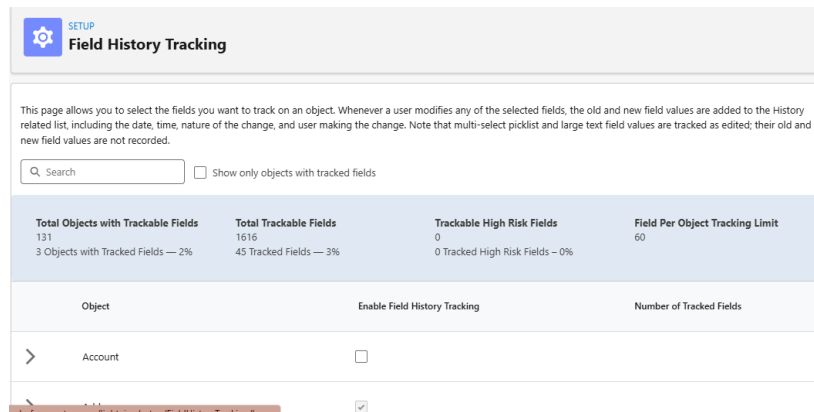 SETUP
Field History Tracking
This page allows you to select the fields you want to track on an object. Whenever a user modifies any of the selected fields, the old and new field values are added to the History
related list, including the date, time, nature of the change, and user making the change. Note that multi-select picklist and large text field values are tracked as edited; their old and
new field values are not recorded.
Search
Show only objects with tracked fields
Total Objects with Trackable Fields Total Trackable Fields Trackable High Risk Fields Field Per Object Tracking Limit
131 1616 0 60
3 Objects with Tracked Fields — 2% 45 Tracked Fields — 3% 0 Tracked High Risk Fields – 0%
Object Enable Field History Tracking Number of Tracked Fields
Account